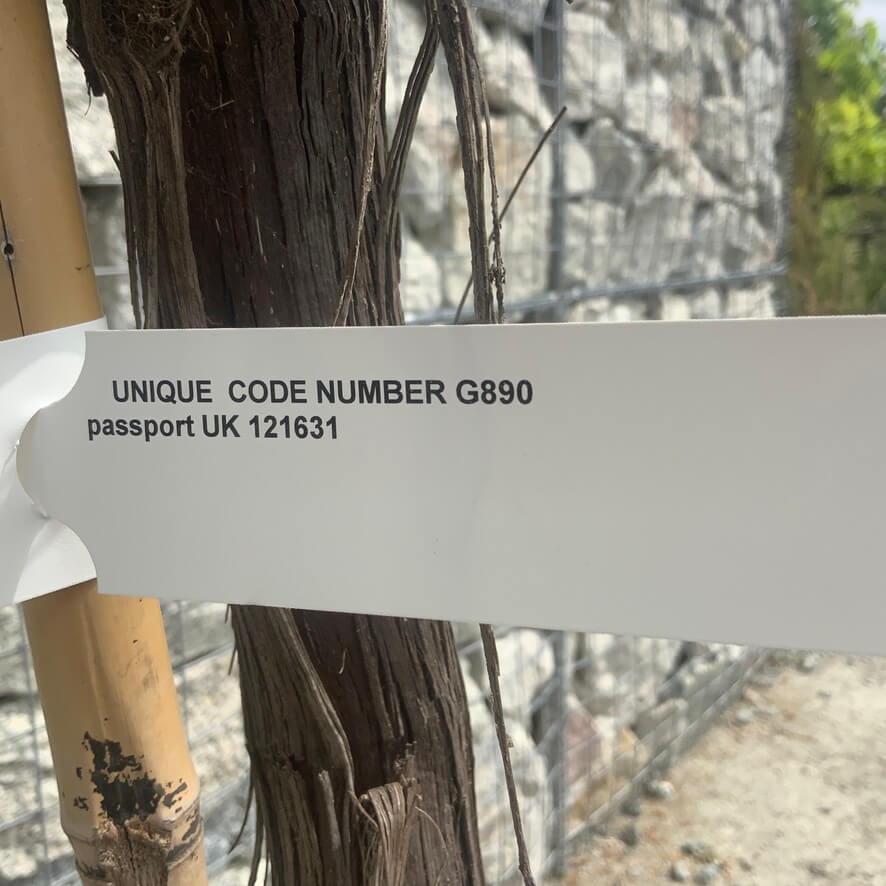 UNIQUE CODE NUMBER G890
passport UK 121631